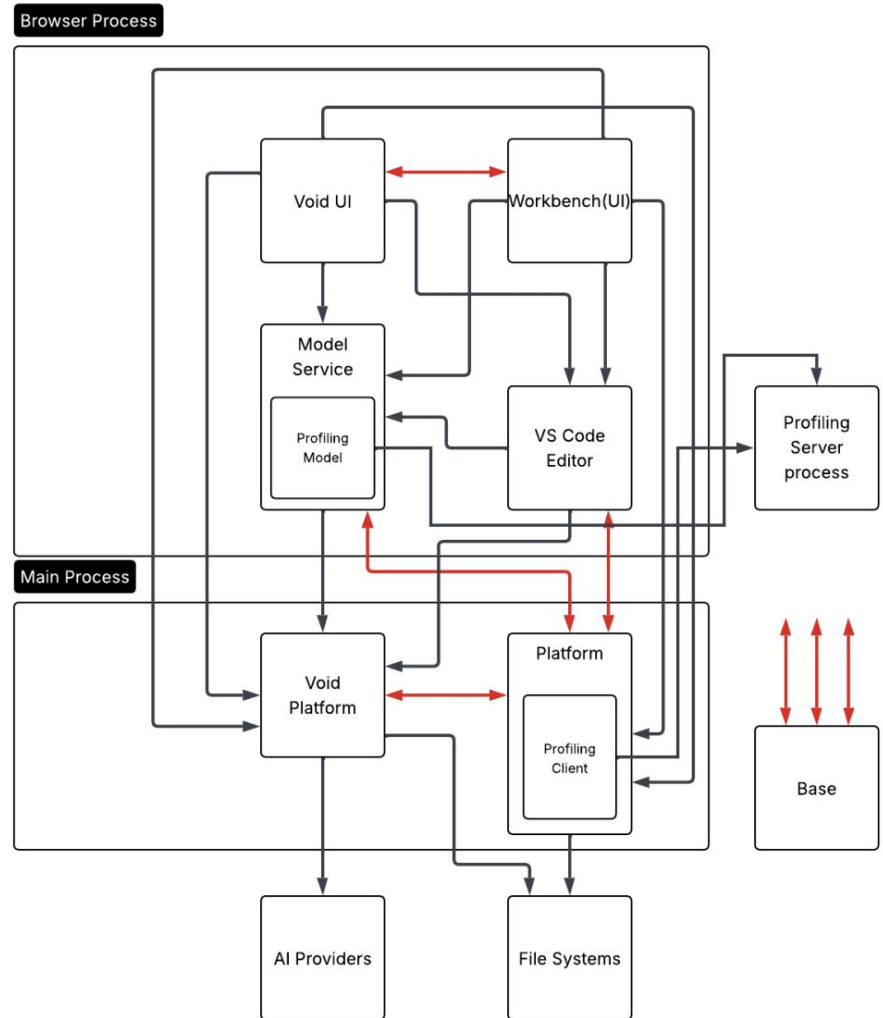 Browser Process
Void UI
Workbench(UI)
Model
Service
Profiling
Model
VS Code
Editor
Profiling
Server
process
Main Process
Void
Platform
Platform
Profiling
Client
Base
AI Providers
File Systems